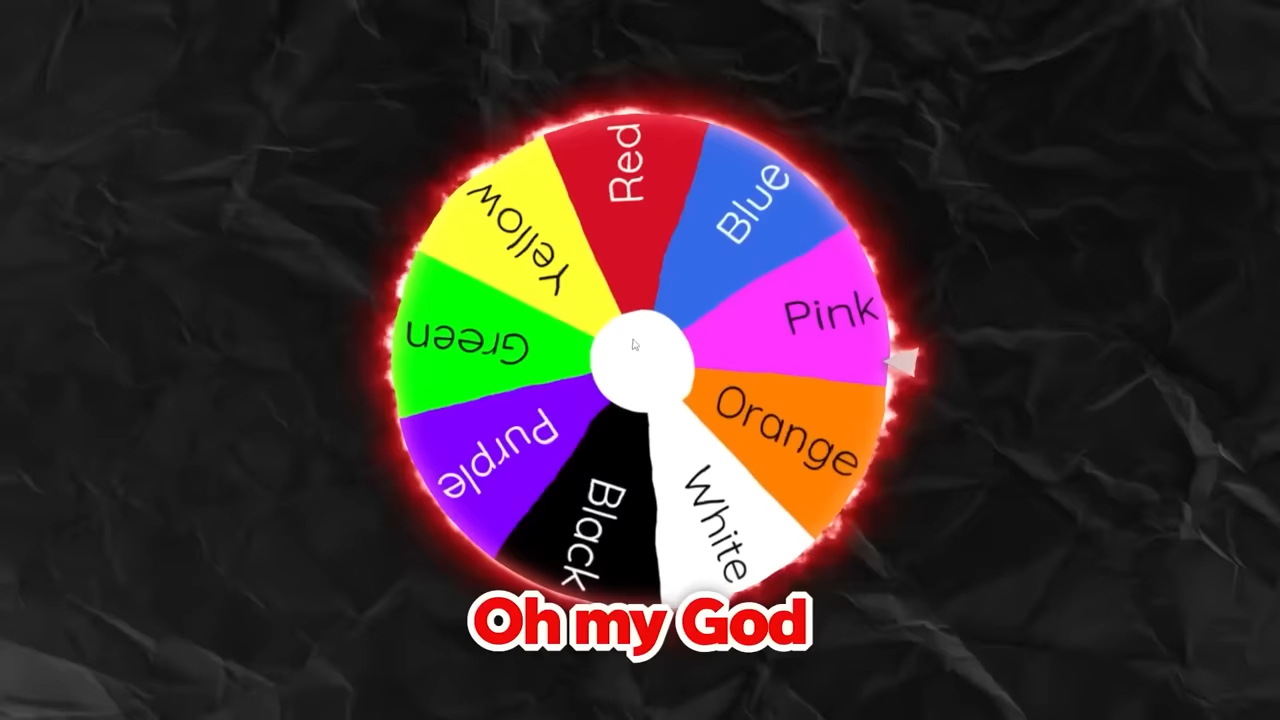 Red
Blue
Pink
Orange
White
Black
Purple
Green
Yellow
Oh my God